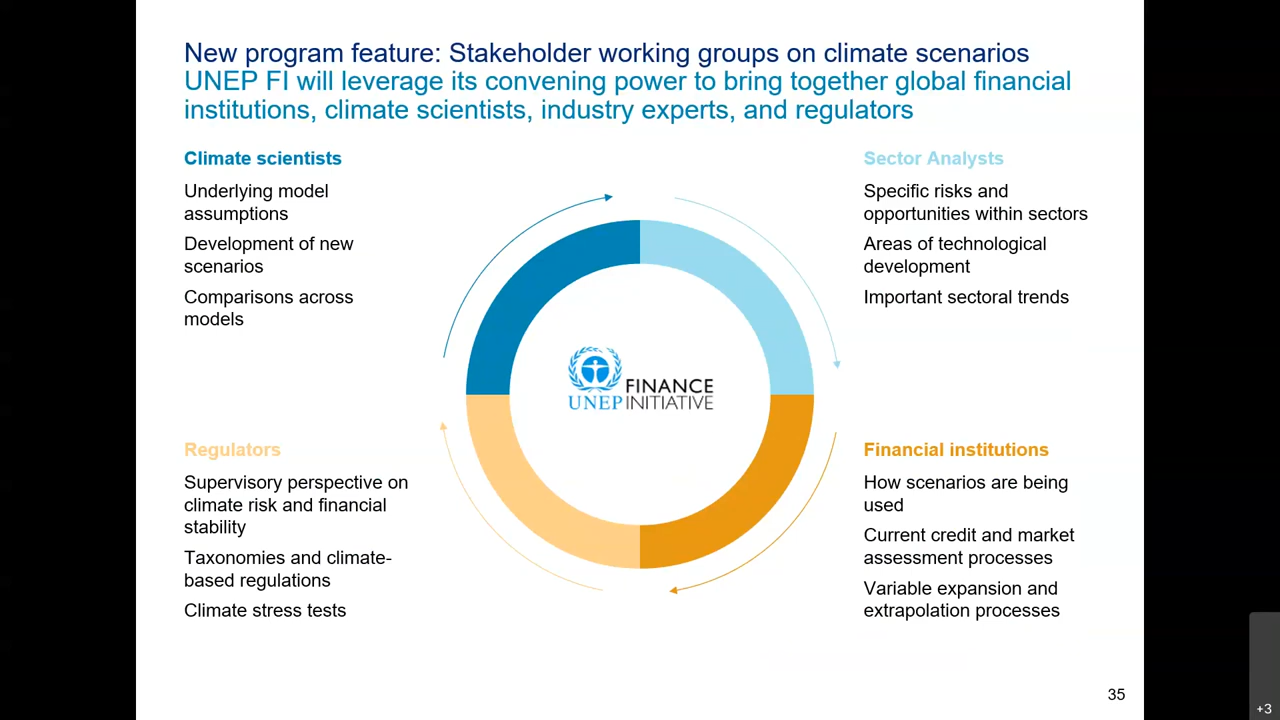 New program feature: Stakeholder working groups on climate scenarios
UNEP FI will leverage its convening power to bring together global financial
institutions, climate scientists, industry experts, and regulators
Climate scientists
Underlying model
assumptions
Development of new
scenarios
Comparisons across
models
Sector Analysts
Specific risks and
opportunities within sectors
Areas of technological
development
Important sectoral trends
FINANCE
UNEP INITIATIVE
Regulators
Supervisory perspective on
climate risk and financial
stability
Taxonomies and climate-
based regulations
Climate stress tests
Financial institutions
How scenarios are being
used
Current credit and market
assessment processes
Variable expansion and
extrapolation processes
35
+3